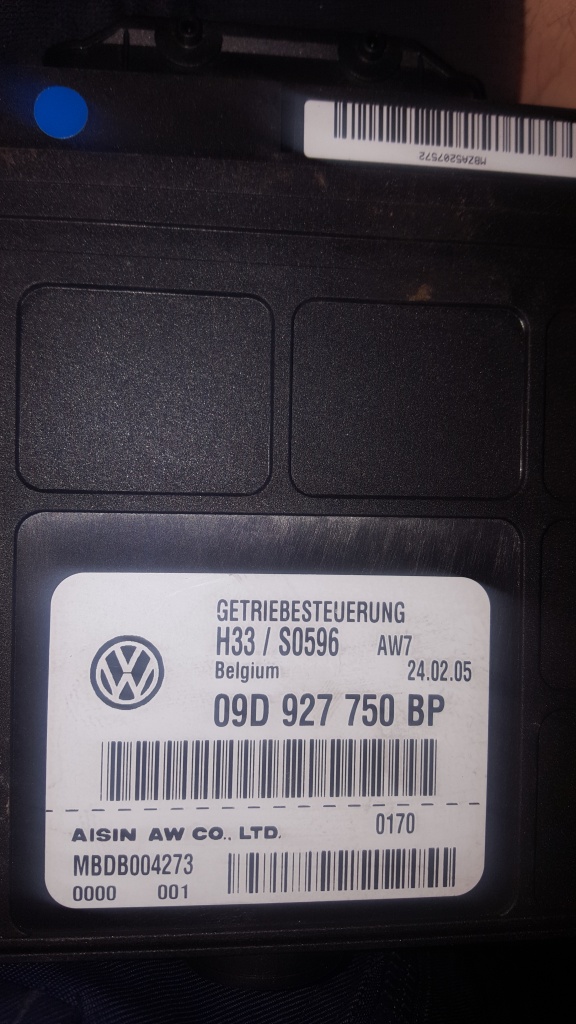 MBZA5207572
GETRIEBESTEUERUNG
H33 / S0596 AW7
Belgium 24.02.05
09D 927 750 BP
AISIN AW CO., LTD. 0170
MBDB004273
0000 001